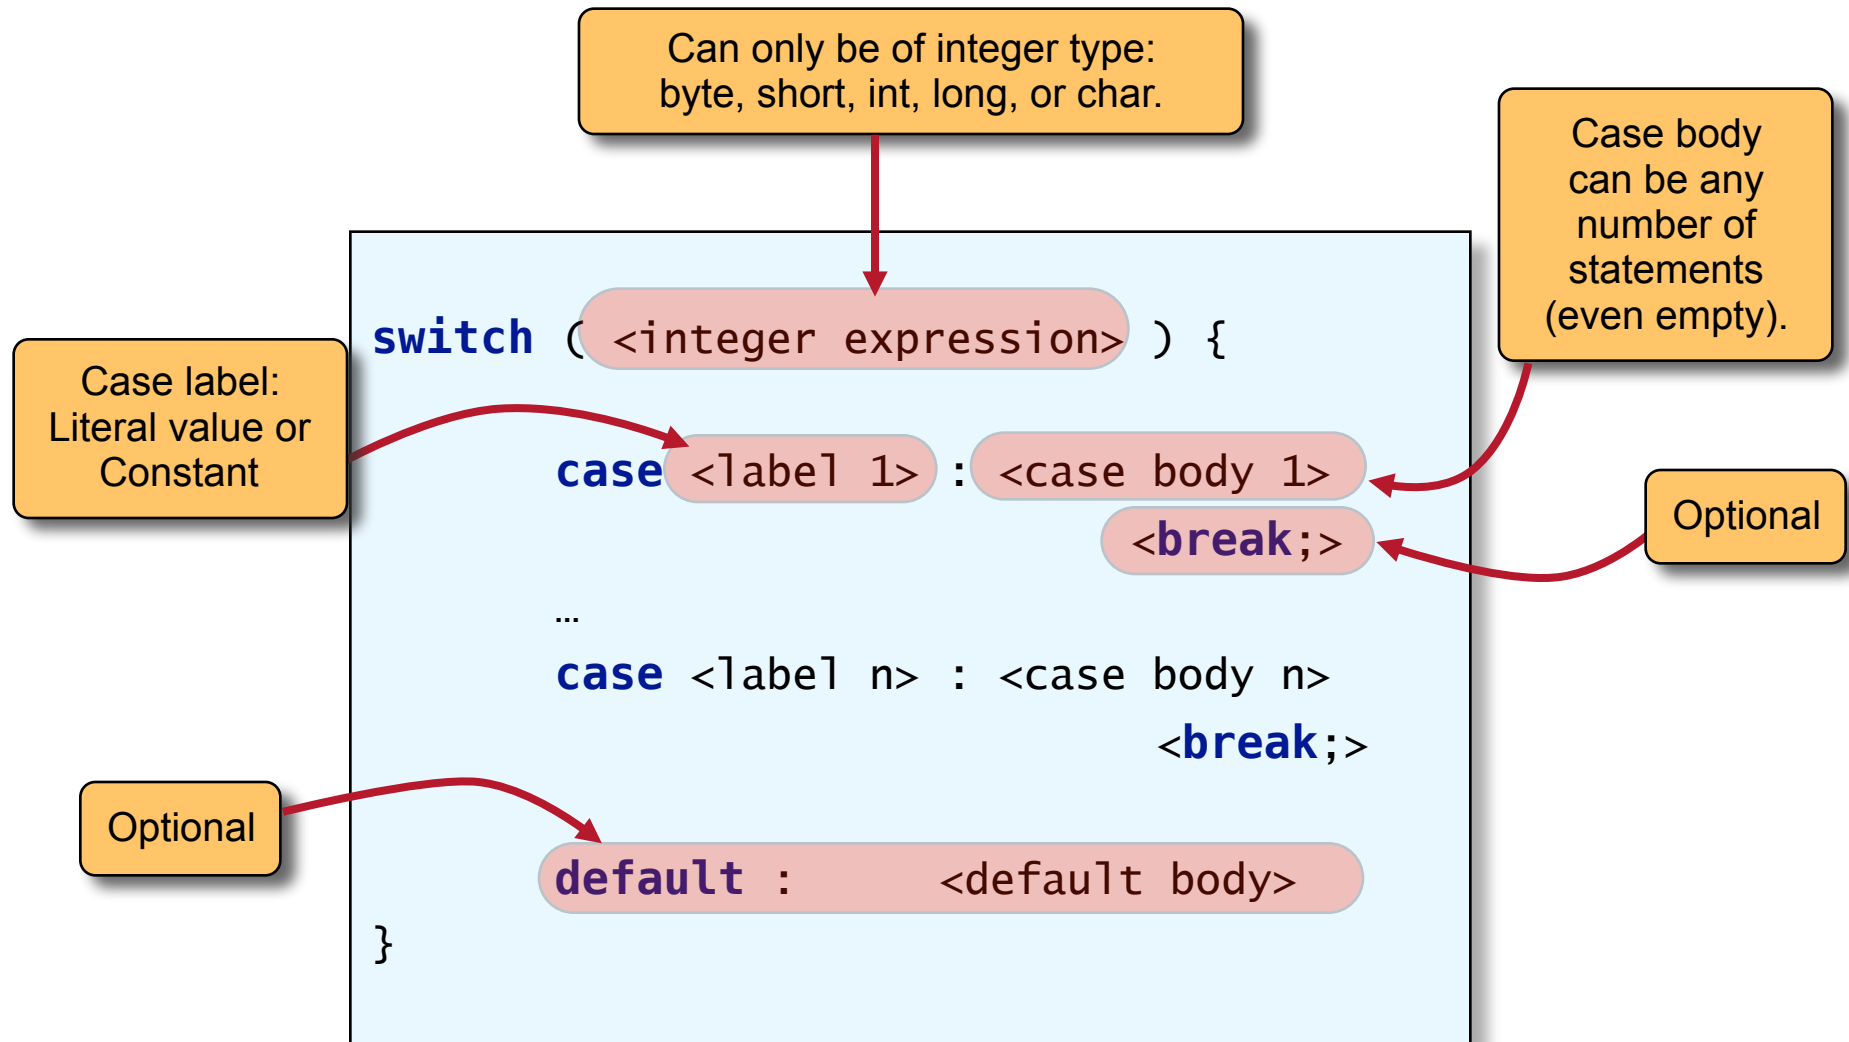 Can only be of integer type:
byte, short, int, long, or char.
Case body
can be any
number of
statements
(even empty).
switch ( <integer expression> ) {
Case label:
Literal value or
Constant
case <label 1> : <case body 1>
<break;>
Optional
…
case <label n> : <case body n>
<break;>
Optional
default : <default body>
}